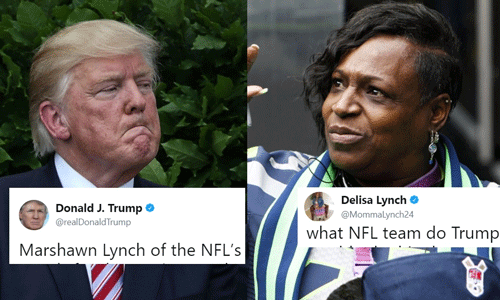 Donald J. Trump
@realDonaldTrump
Marshawn Lynch of the NFL's
Delisa Lynch
@MommaLynch24
what NFL team do Trump